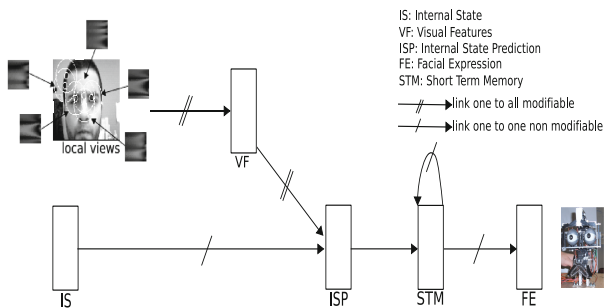 IS: Internal State
VF: Visual Features
ISP: Internal State Prediction
FE: Facial Expression
STM: Short Term Memory
link one to all modifiable
link one to one non modifiable
local views
VF
IS
ISP
STM
FE